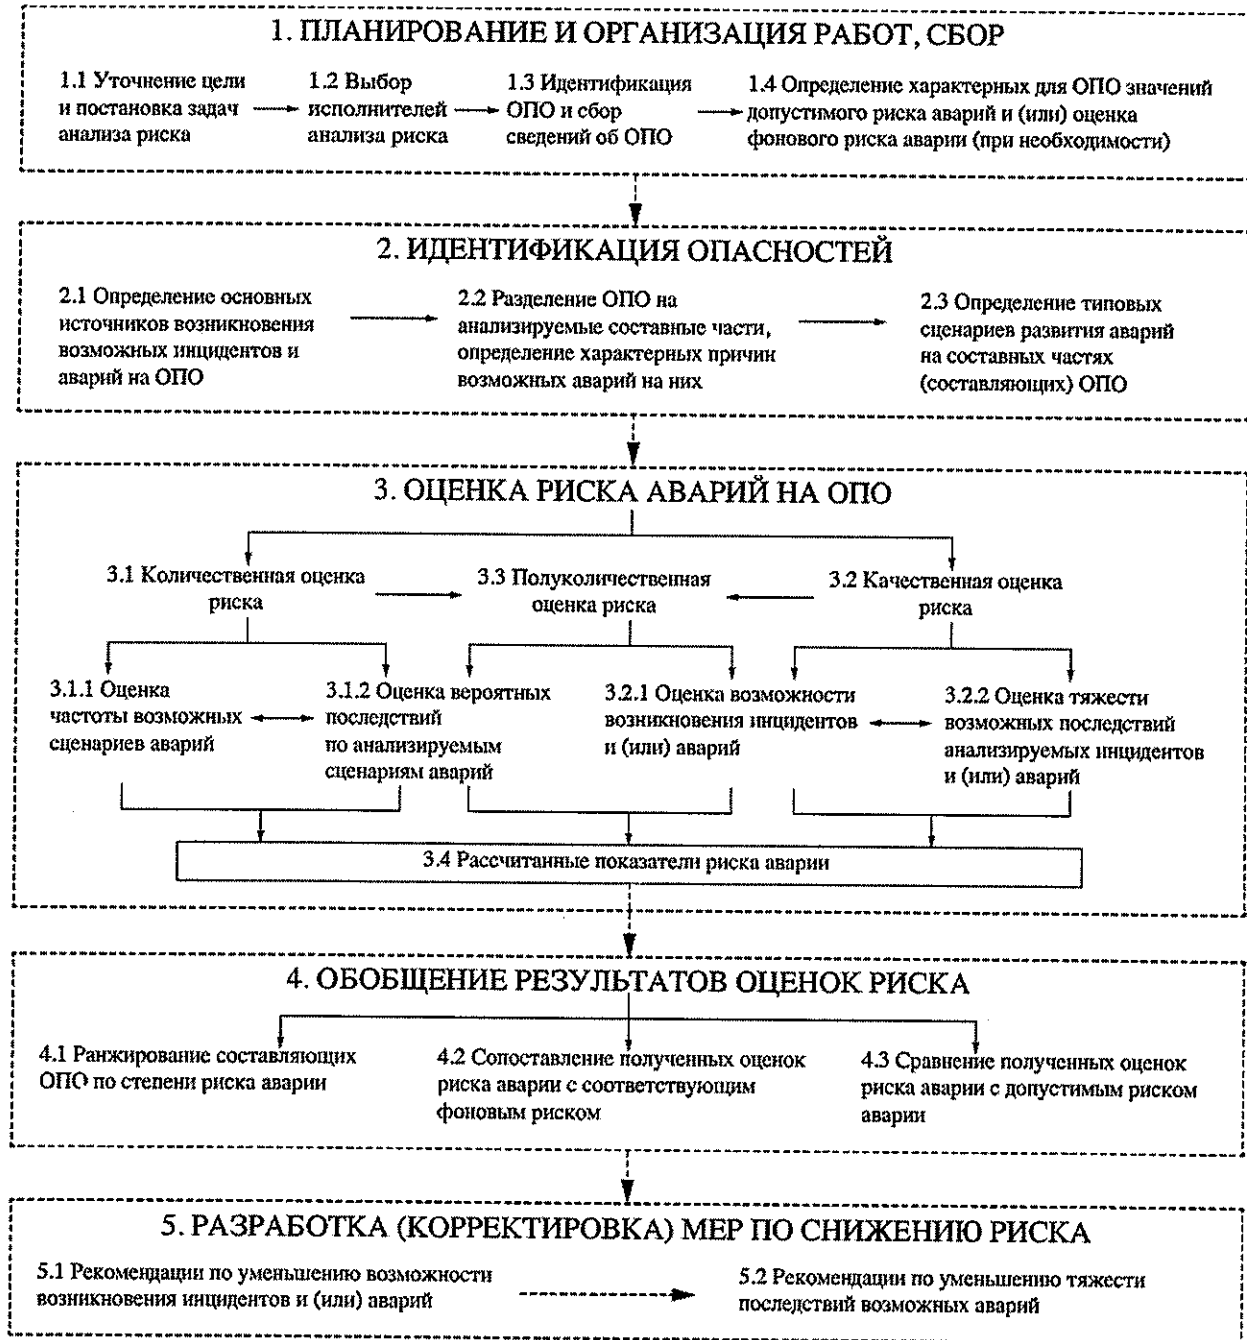 1. ПЛАНИРОВАНИЕ И ОРГАНИЗАЦИЯ РАБОТ, СБОР
1.1 Уточнение цели
и постановка задач
анализа риска
1.2 Выбор
исполнителей
анализа риска
1.3 Идентификация
ОПО и сбор
сведений об ОПО
1.4 Определение характерных для ОПО значений
допустимого риска аварий и (или) оценка
фонового риска аварии (при необходимости)
2. ИДЕНТИФИКАЦИЯ ОПАСНОСТЕЙ
2.1 Определение основных
источников возникновения
возможных инцидентов и
аварий на ОПО
2.2 Разделение ОПО на
анализируемые составные части,
определение характерных причин
возможных аварий на них
2.3 Определение типовых
сценариев развития аварий
на составных частях
(составляющих) ОПО
3. ОЦЕНКА РИСКА АВАРИЙ НА ОПО
3.1 Количественная оценка
риска
3.3 Полуколичественная
оценка риска
3.2 Качественная оценка
риска
3.1.1 Оценка
частоты возможных
сценариев аварий
3.1.2 Оценка вероятных
последствий
по анализируемым
сценариям аварий
3.2.1 Оценка возможности
возникновения инцидентов
и (или) аварий
3.2.2 Оценка тяжести
возможных последствий
анализируемых инцидентов
и (или) аварий
3.4 Рассчитанные показатели риска аварии
4. ОБОБЩЕНИЕ РЕЗУЛЬТАТОВ ОЦЕНОК РИСКА
4.1 Ранжирование составляющих
ОПО по степени риска аварии
4.2 Сопоставление полученных оценок
риска аварии с соответствующим
фоновым риском
4.3 Сравнение полученных оценок
риска аварии с допустимым риском
аварии
5. РАЗРАБОТКА (КОРРЕКТИРОВКА) МЕР ПО СНИЖЕНИЮ РИСКА
5.1 Рекомендации по уменьшению возможности
возникновения инцидентов и (или) аварий
5.2 Рекомендации по уменьшению тяжести
последствий возможных аварий